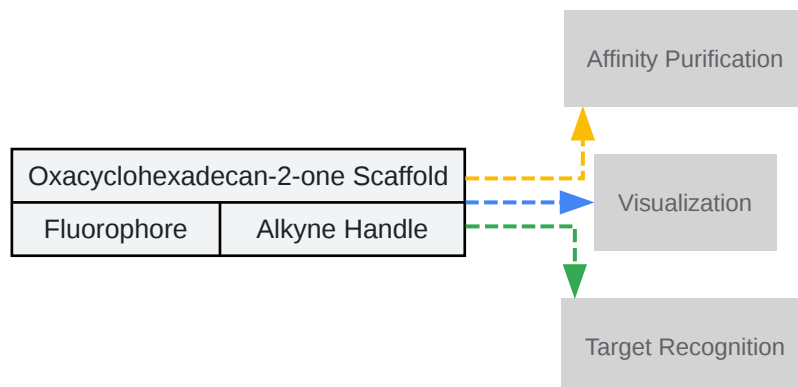 Affinity Purification
Oxacyclohexadecan-2-one Scaffold
Fluorophore
Alkyne Handle
Visualization
Target Recognition